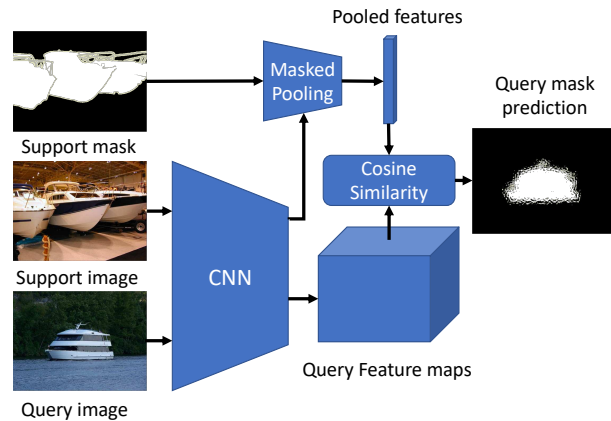 Pooled features
Masked
Pooling
Query mask
prediction
Support mask
Cosine
Similarity
Support image
CNN
Query Feature maps
Query image